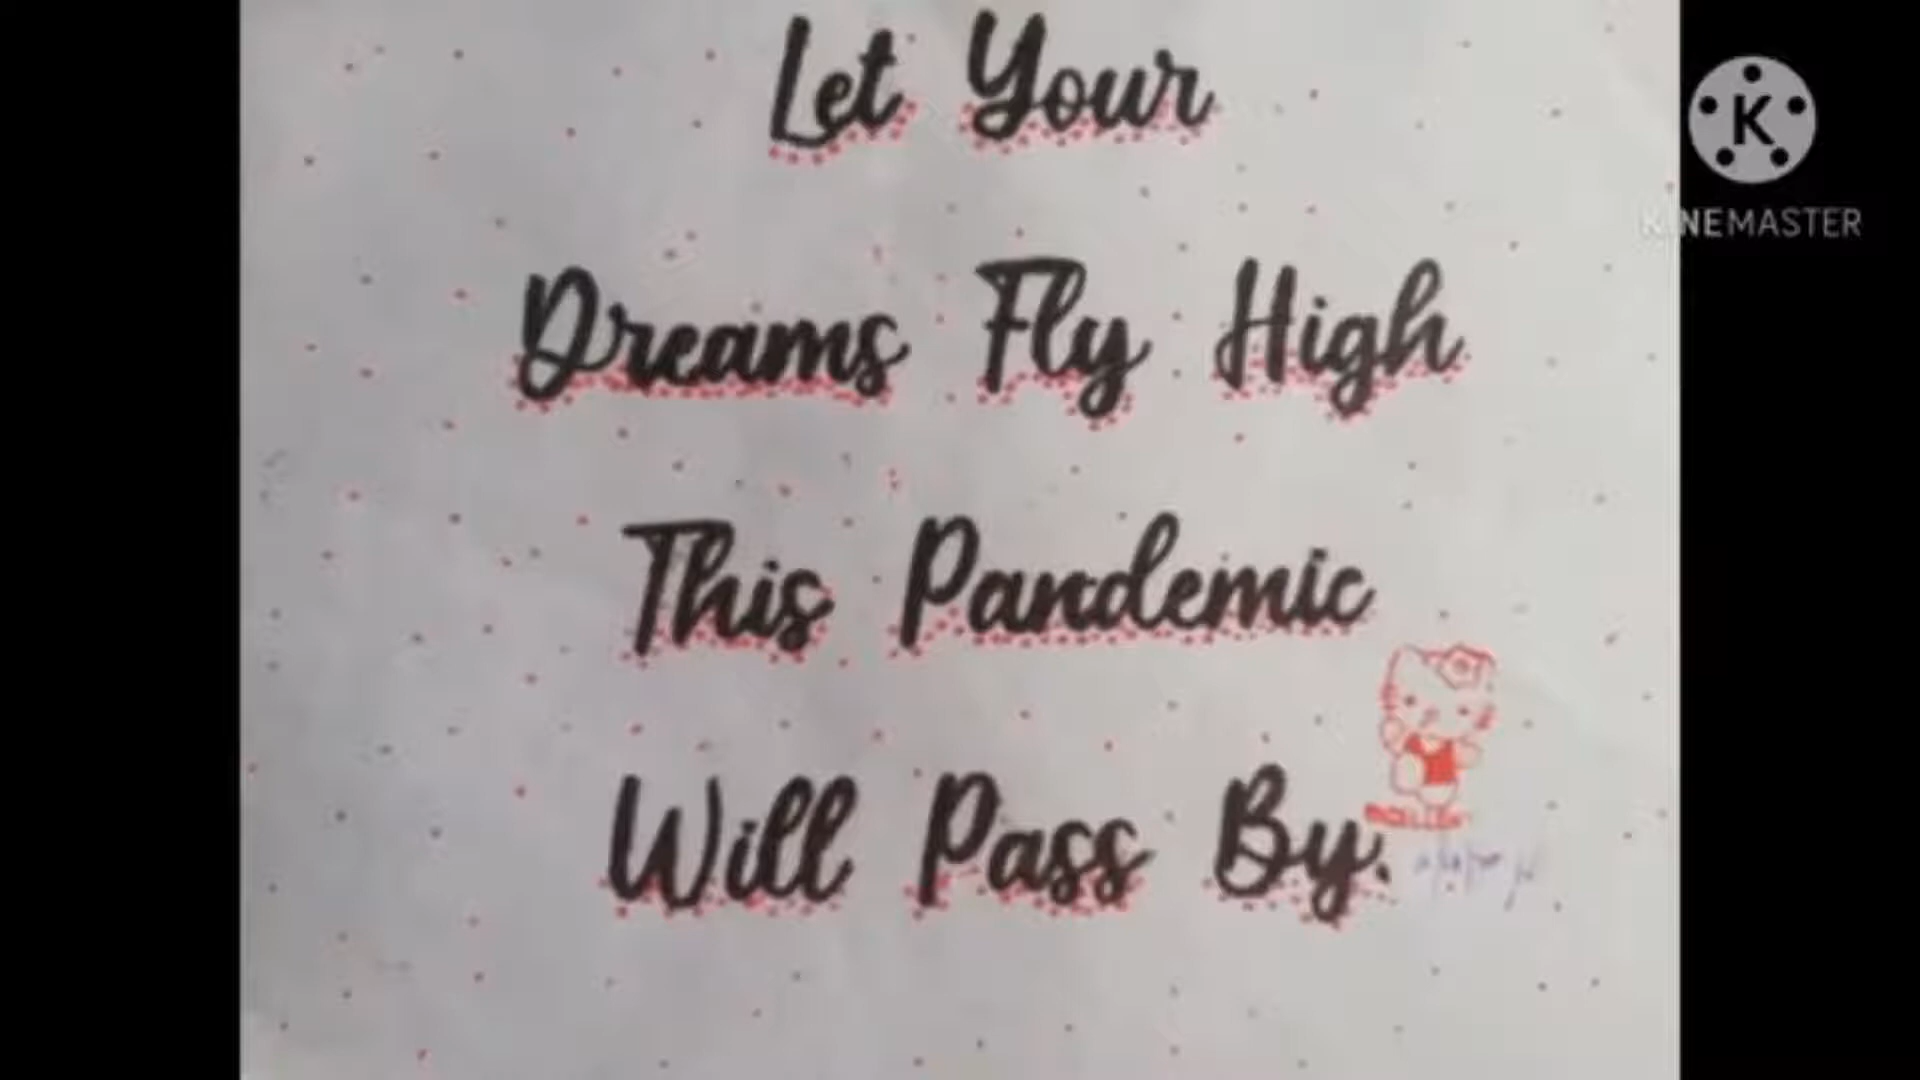 Let Your
K
KINEMASTER
Dreams Fly High
This Pandemic
Will Pass By.